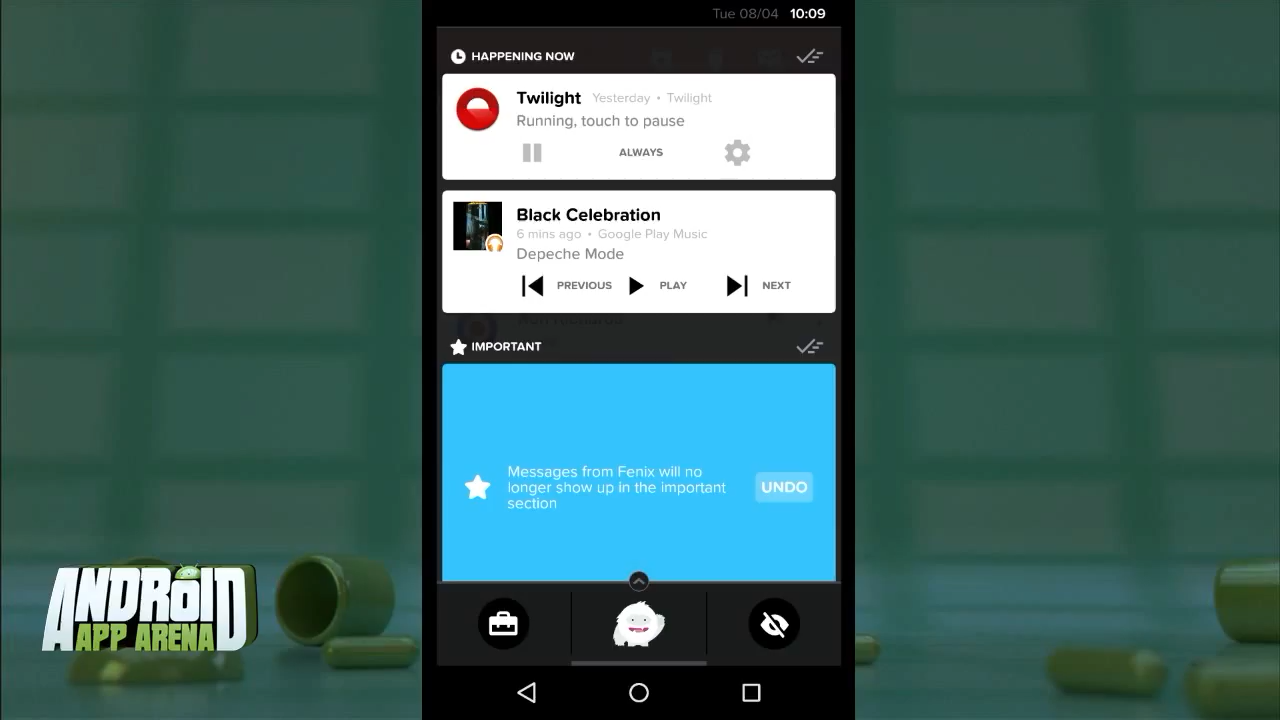 Tue 08/04 10:09
HAPPENING NOW
Twilight Yesterday • Twilight
Running, touch to pause
ALWAYS
Black Celebration
6 mins ago • Google Play Music
Depeche Mode
PREVIOUS PLAY NEXT
IMPORTANT
Messages from Fenix will no
longer show up in the important
section
UNDO
ANDROID
APP ARENA